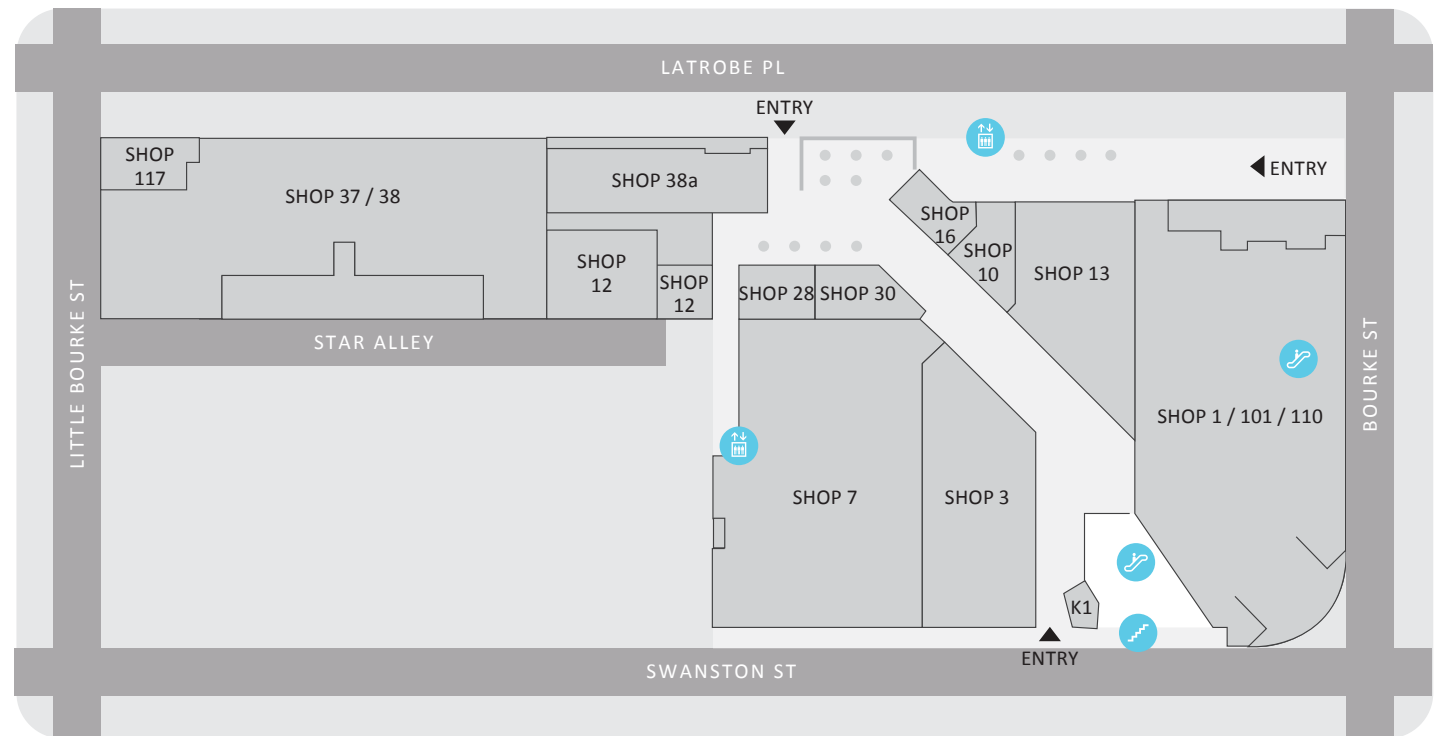 LATROBE PL
ENTRY
SHOP
117
SHOP 37 / 38
SHOP 38a
ENTRY
SHOP
16
SHOP
10
SHOP 13
SHOP
12
SHOP
12
SHOP 28
SHOP 30
STAR ALLEY
LITTLE BOURKE ST
BOURKE ST
SHOP 1 / 101 / 110
SHOP 7
SHOP 3
K1
ENTRY
SWANSTON ST